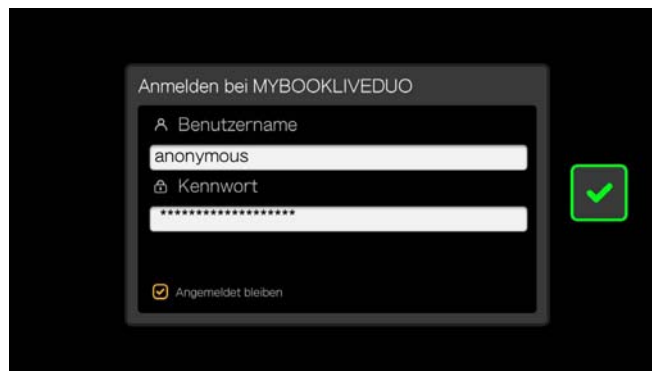 Anmelden bei MYBOOKLIVEDUO
Benutzername
anonymous
Kennwort
*******************
Angemeldet bleiben